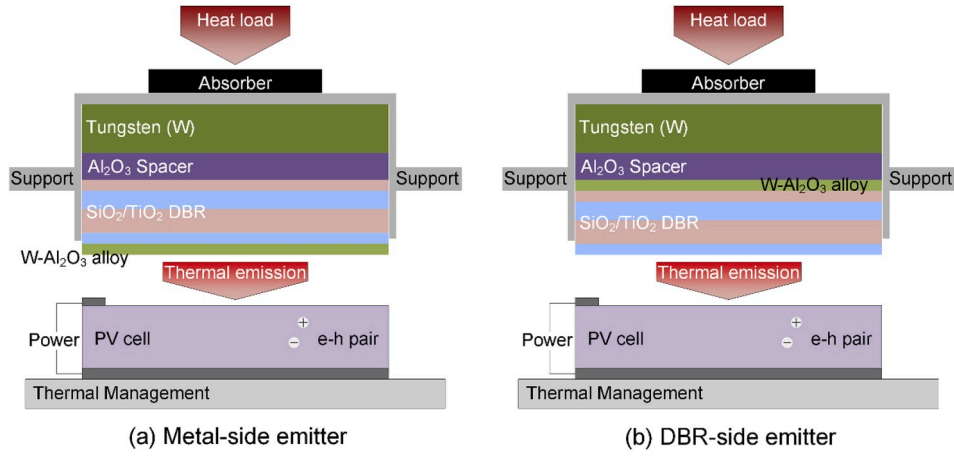 Heat load
Absorber
Tungsten (W)
Al₂O₃ Spacer
Support
Support
SiO₂/TiO₂ DBR
W-Al₂O₃ alloy
Thermal emission
Power
PV cell
+
−
e-h pair
Thermal Management
(a) Metal-side emitter
Heat load
Absorber
Tungsten (W)
Al₂O₃ Spacer
W-Al₂O₃ alloy
Support
Support
SiO₂/TiO₂ DBR
Thermal emission
Power
PV cell
+
−
e-h pair
Thermal Management
(b) DBR-side emitter